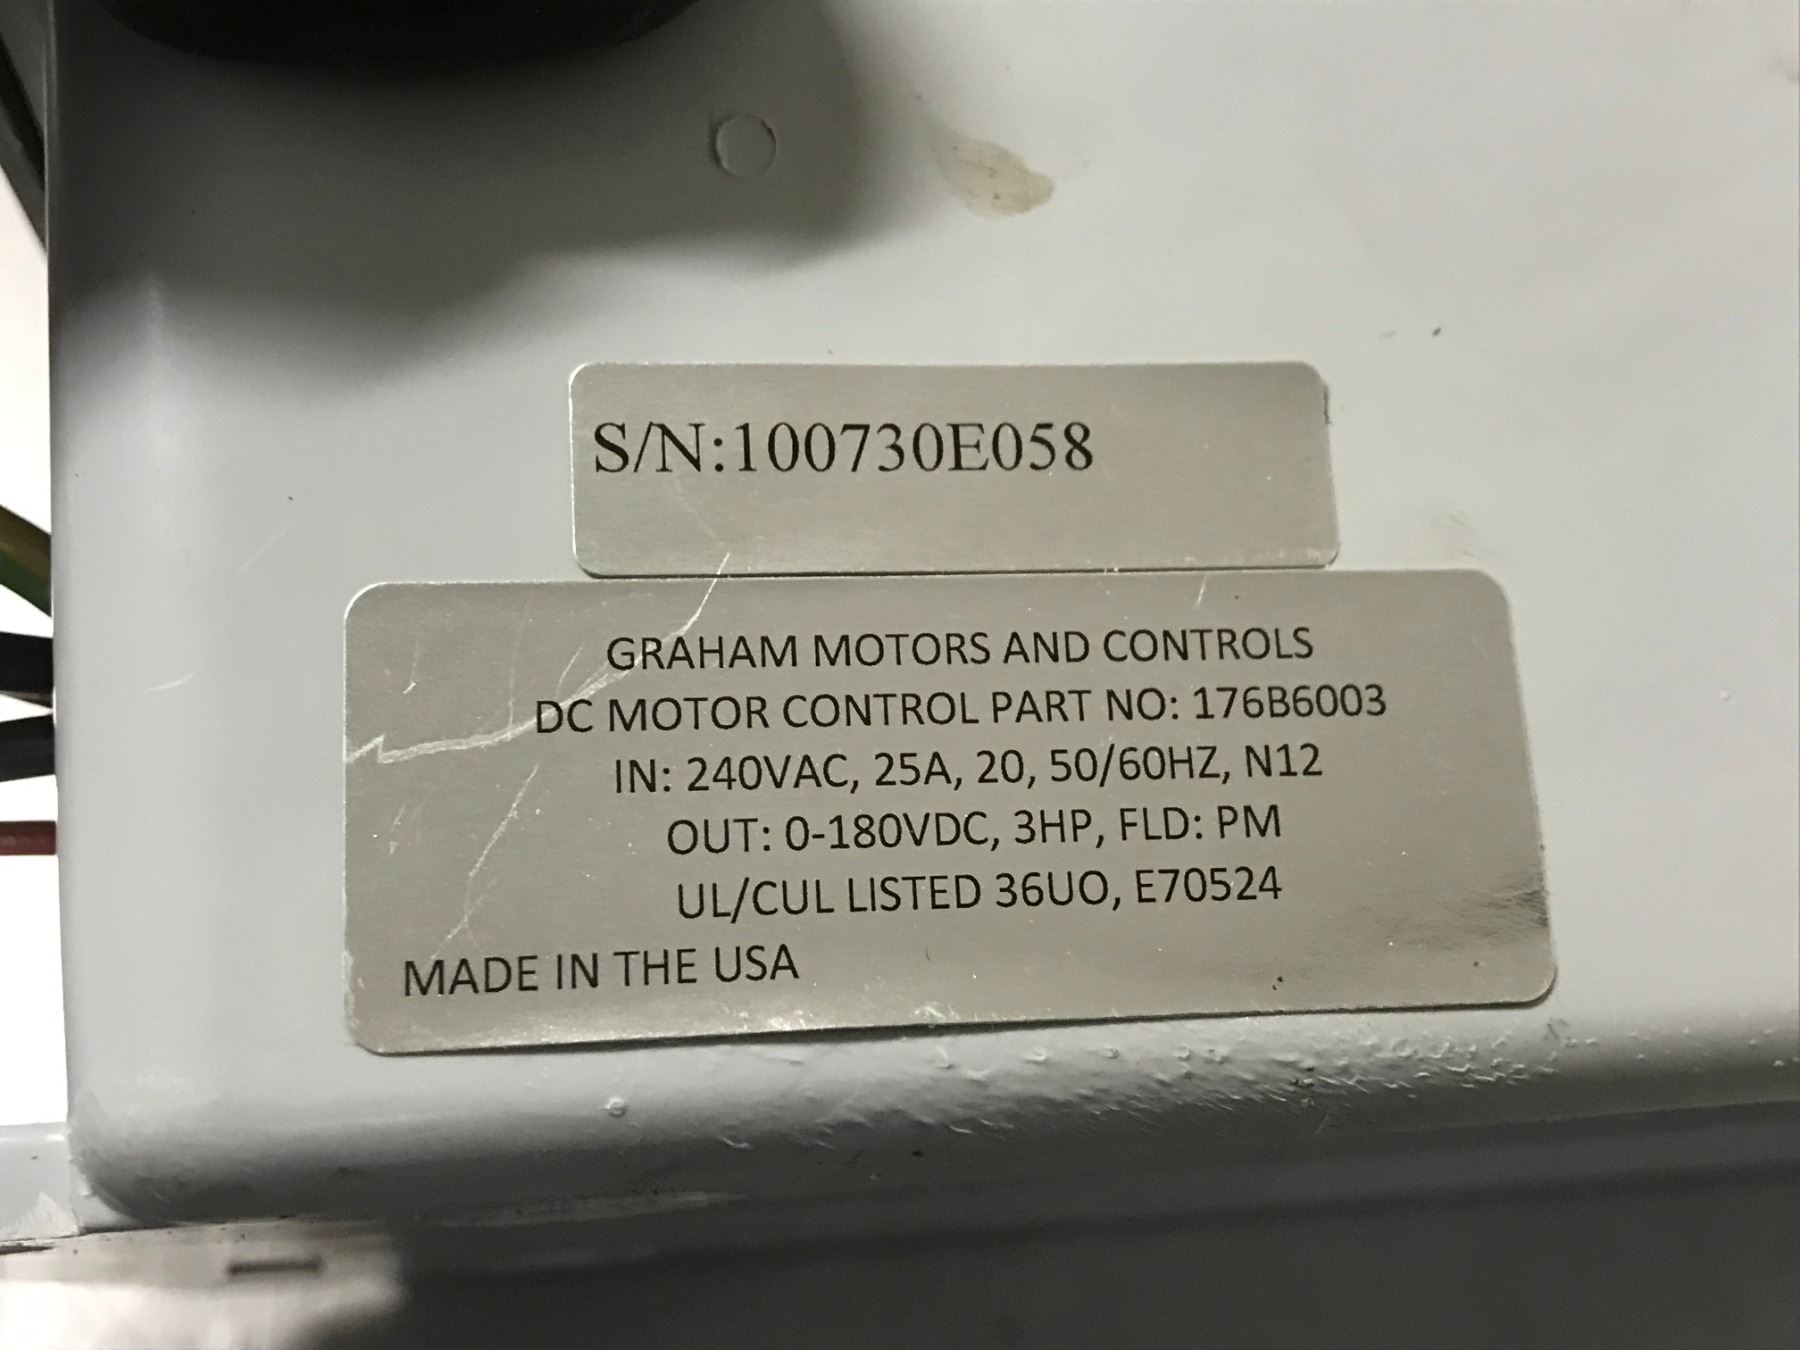 S/N:100730E058
GRAHAM MOTORS AND CONTROLS
DC MOTOR CONTROL PART NO: 176B6003
IN: 240VAC, 25A, 20, 50/60HZ, N12
OUT: 0-180VDC, 3HP, FLD: PM
UL/CUL LISTED 36UO, E70524
MADE IN THE USA